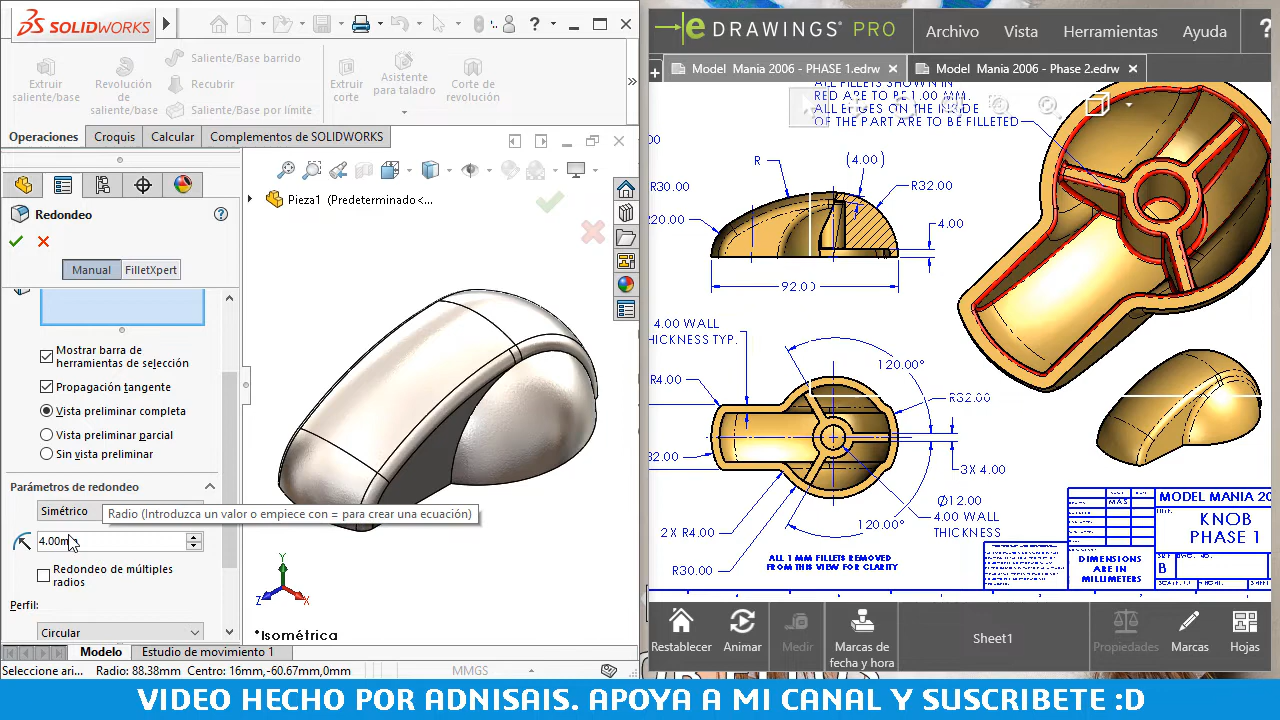 SOLIDWORKS
Extruir saliente/base
Revolución de saliente/base
Saliente/Base barrido
Recubrir
Saliente/Base por límite
Extruir corte
Asistente para taladro
Corte de revolución
Operaciones
Croquis
Calcular
Complementos de SOLIDWORKS
Redondeo
Manual
FilletXpert
Mostrar barra de
herramientas de selección
Propagación tangente
Vista preliminar completa
Vista preliminar parcial
Sin vista preliminar
Parámetros de redondeo
Simétrico
Radio (Introduzca un valor o empiece con = para crear una ecuación)
Redondeo de múltiples
radios
Perfil:
Circular
Pieza1 (Predeterminado<...
Y
Z
X
*Isométrica
Modelo
Estudio de movimiento 1
Seleccione ari...
Radio: 88.38mm
Centro: 16mm,-60.67mm,0mm
MMGS
eDRAWINGS® PRO
Archivo
Vista
Herramientas
Ayuda
?
Model Mania 2006 - PHASE 1.edrw
Model Mania 2006 - Phase 2.edrw
ALL FILLETS SHOWN IN
RED ARE TO BE 1.00 MM.
ALL EDGES ON THE INSIDE
OF THE PART ARE TO BE FILLETED
R
(4.00)
R30.00
R32.00
R20.00
4.00
92.00
4.00 WALL
THICKNESS TYP.
120.00°
R4.00
R32.00
3X 4.00
Ø12.00
4.00 WALL
THICKNESS
120.00°
2 X R4.00
R30.00
ALL 1 MM FILLETS REMOVED
FROM THIS VIEW FOR CLARITY
DIMENSIONS
ARE IN
MILLIMETERS
MAS
MODEL MANIA 20
KNOB
PHASE 1
B
Restablecer
Animar
Medir
Marcas de
fecha y hora
Sheet1
Propiedades
Marcas
Hojas
VIDEO HECHO POR ADNISAIS. APOYA A MI CANAL Y SUSCRIBETE :D